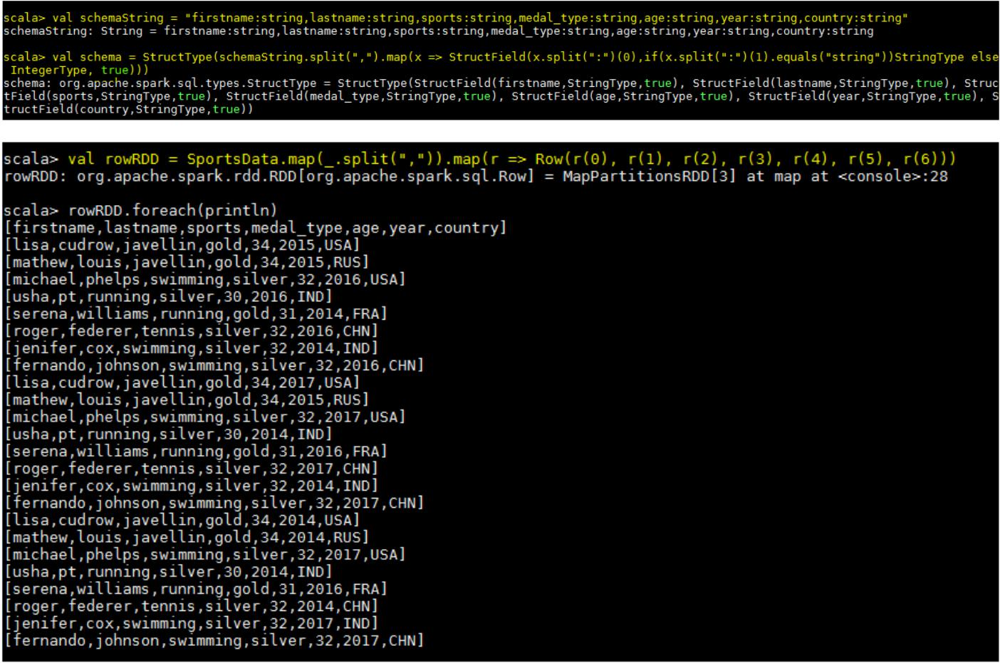 scala> val schemaString = "firstname:string,lastname:string,sports:string,medal_type:string,age:string,year:string,country:string"
schemaString: String = firstname:string,lastname:string,sports:string,medal_type:string,age:string,year:string,country:string
scala> val schema = StructType(schemaString.split(",").map(x => StructField(x.split(":")(0),if(x.split(":")(1).equals("string"))StringType else
IntegerType, true)))
schema: org.apache.spark.sql.types.StructType = StructType(StructField(firstname,StringType,true), StructField(lastname,StringType,true), Struc
tField(sports,StringType,true), StructField(medal_type,StringType,true), StructField(age,StringType,true), StructField(year,StringType,true), S
tructField(country,StringType,true))
scala> val rowRDD = SportsData.map(_.split(",")).map(r => Row(r(0), r(1), r(2), r(3), r(4), r(5), r(6)))
rowRDD: org.apache.spark.rdd.RDD[org.apache.spark.sql.Row] = MapPartitionsRDD[3] at map at <console>:28
scala> rowRDD.foreach(println)
[firstname,lastname,sports,medal_type,age,year,country]
[lisa,cudrow,javellin,gold,34,2015,USA]
[mathew,louis,javellin,gold,34,2015,RUS]
[michael,phelps,swimming,silver,32,2016,USA]
[usha,pt,running,silver,30,2016,IND]
[serena,williams,running,gold,31,2014,FRA]
[roger,federer,tennis,silver,32,2016,CHN]
[jenifer,cox,swimming,silver,32,2014,IND]
[fernando,johnson,swimming,silver,32,2016,CHN]
[lisa,cudrow,javellin,gold,34,2017,USA]
[mathew,louis,javellin,gold,34,2015,RUS]
[michael,phelps,swimming,silver,32,2017,USA]
[usha,pt,running,silver,30,2014,IND]
[serena,williams,running,gold,31,2016,FRA]
[roger,federer,tennis,silver,32,2017,CHN]
[jenifer,cox,swimming,silver,32,2014,IND]
[fernando,johnson,swimming,silver,32,2017,CHN]
[lisa,cudrow,javellin,gold,34,2014,USA]
[mathew,louis,javellin,gold,34,2014,RUS]
[michael,phelps,swimming,silver,32,2017,USA]
[usha,pt,running,silver,30,2014,IND]
[serena,williams,running,gold,31,2016,FRA]
[roger,federer,tennis,silver,32,2014,CHN]
[jenifer,cox,swimming,silver,32,2017,IND]
[fernando,johnson,swimming,silver,32,2017,CHN]